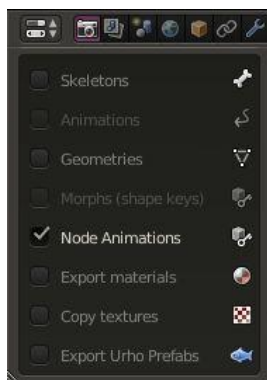 Skeletons
Animations
Geometries
Morphs (shape keys)
Node Animations
Export materials
Copy textures
Export Urho Prefabs